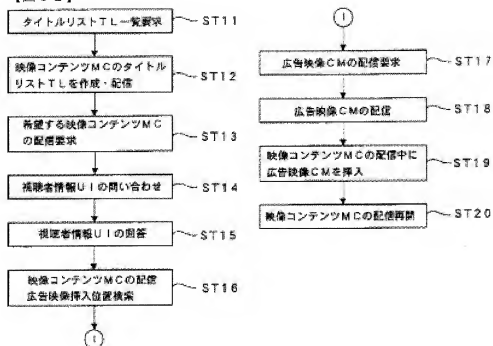 タイトルリストTL一覧要求
ST11
映像コンテンツMCのタイトル
リストTLを作成・配信
ST12
希望する映像コンテンツMC
の配信要求
ST13
視聴者情報UIの問い合わせ
ST14
視聴者情報UIの回答
ST15
映像コンテンツMCの配信
広告映像挿入位置検索
ST16
1
1
広告映像CMの配信要求
ST17
広告映像CMの配信
ST18
映像コンテンツMCの配信中に
広告映像CMを挿入
ST19
映像コンテンツMCの配信再開
ST20